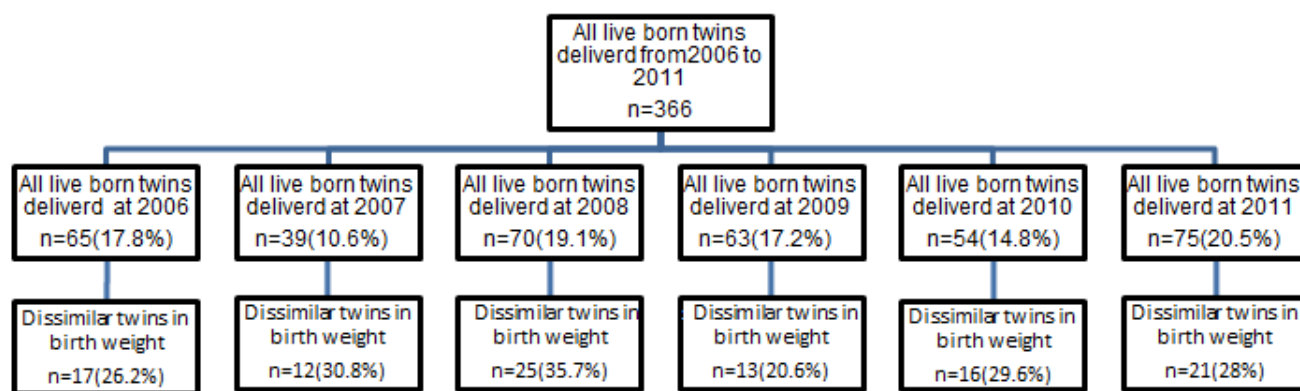 All live born twins
deliverd from2006 to
2011
n=366
All live born twins
deliverd at 2006
n=65(17.8%)
All live born twins
deliverd at 2007
n=39(10.6%)
All live born twins
deliverd at 2008
n=70(19.1%)
All live born twins
deliverd at 2009
n=63(17.2%)
All live born twins
deliverd at 2010
n=54(14.8%)
All live born twins
deliverd at 2011
n=75(20.5%)
Dissimilar twins in
birth weight
n=17(26.2%)
Dissimilar twins in
birth weight
n=12(30.8%)
Dissimilar twins in
birth weight
n=25(35.7%)
Dissimilar twins in
birth weight
n=13(20.6%)
Dissimilar twins in
birth weight
n=16(29.6%)
Dissimilar twins in
birth weight
n=21(28%)